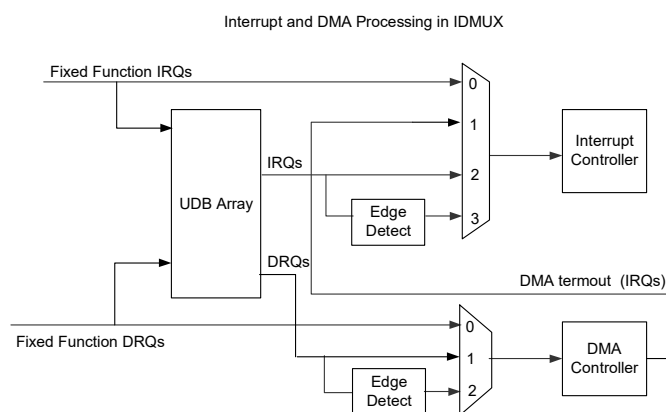 Interrupt and DMA Processing in IDMUX
Fixed Function IRQs
0
1
Interrupt
Controller
IRQs
2
UDB Array
Edge
Detect
3
DRQs
DMA termout (IRQs)
0
Fixed Function DRQs
1
DMA
Controller
Edge
Detect
2